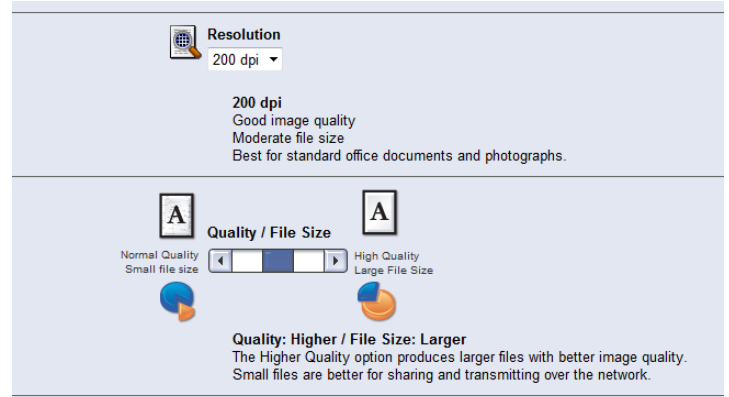 Resolution
200 dpi
200 dpi
Good image quality
Moderate file size
Best for standard office documents and photographs.
A
A
Quality / File Size
Normal Quality
Small file size
High Quality
Large File Size
Quality: Higher / File Size: Larger
The Higher Quality option produces larger files with better image quality.
Small files are better for sharing and transmitting over the network.